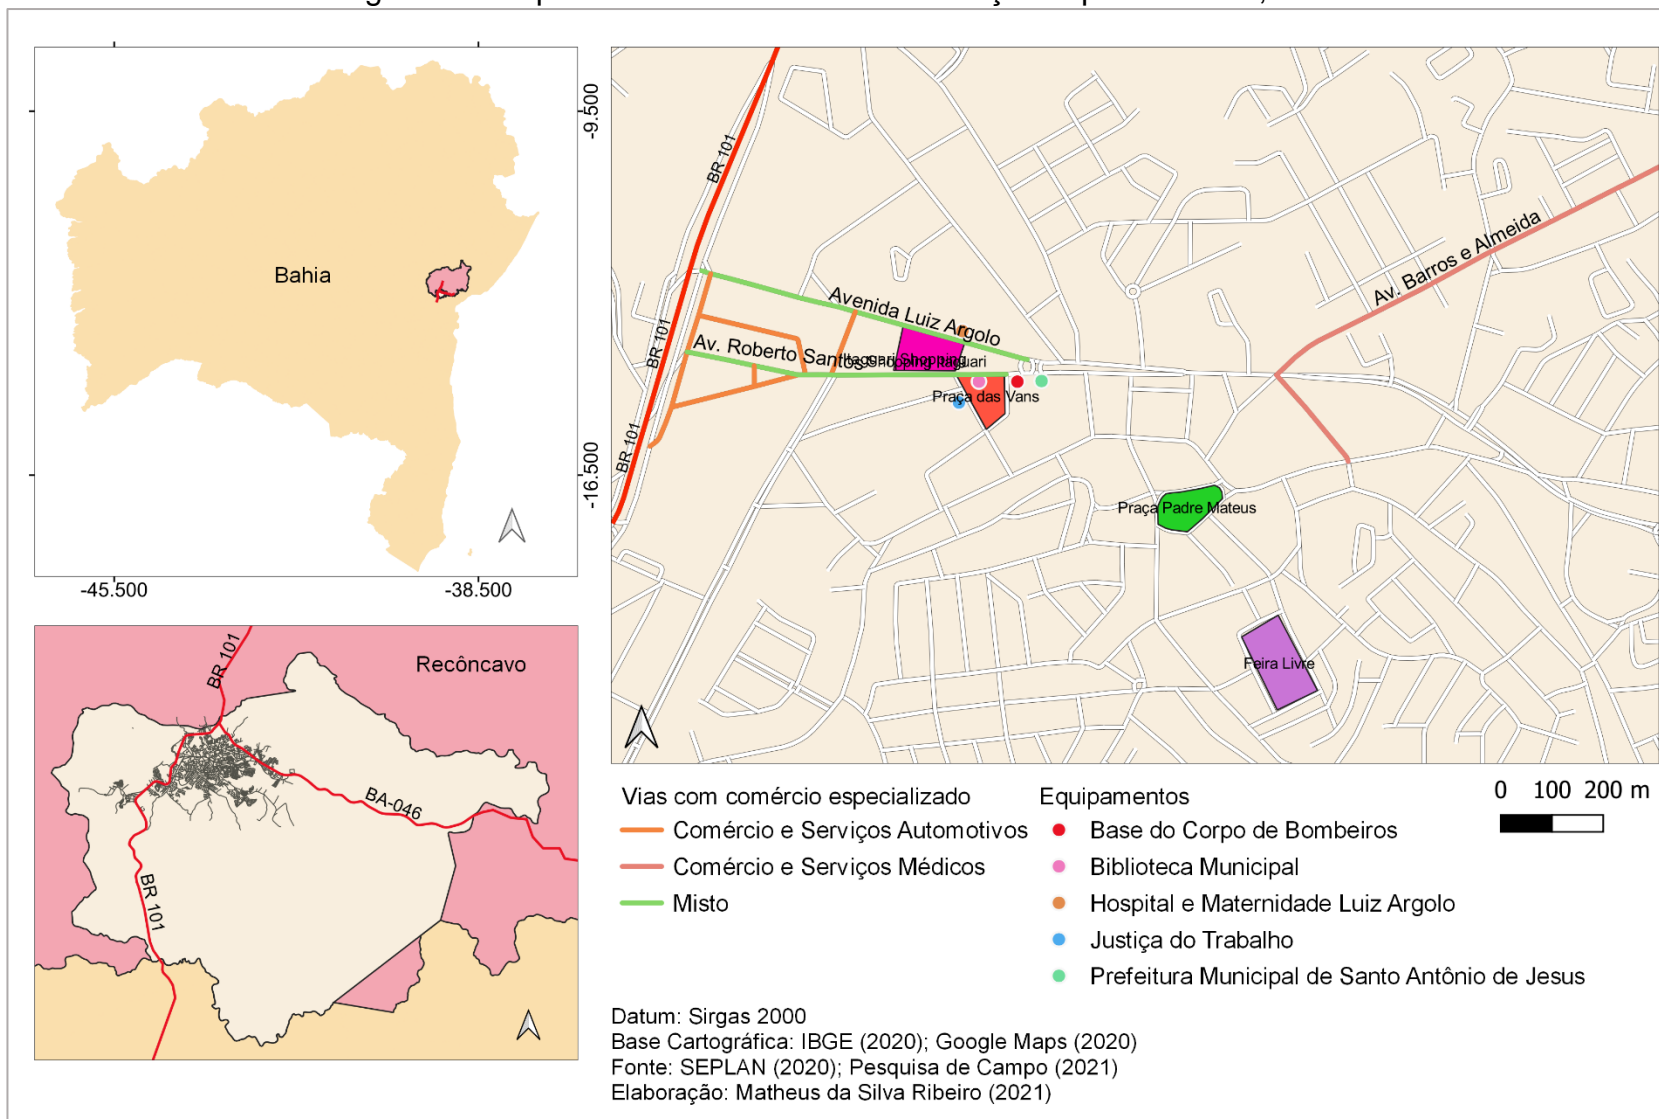 -9.500
-16.500
-45.500
-38.500
Bahia
BR 101
BR 101
BR 101
Avenida Luiz Argolo
Av. Roberto Santos
Itaguari Shopping
Shopping Itaguari
Praça das Vans
Av. Barros e Almeida
Praça Padre Mateus
Feira Livre
Recôncavo
BR 101
BA-046
BR 101
Vias com comércio especializado
Comércio e Serviços Automotivos
Comércio e Serviços Médicos
Misto
Equipamentos
Base do Corpo de Bombeiros
Biblioteca Municipal
Hospital e Maternidade Luiz Argolo
Justiça do Trabalho
Prefeitura Municipal de Santo Antônio de Jesus
0 100 200 m
Datum: Sirgas 2000
Base Cartográfica: IBGE (2020); Google Maps (2020)
Fonte: SEPLAN (2020); Pesquisa de Campo (2021)
Elaboração: Matheus da Silva Ribeiro (2021)